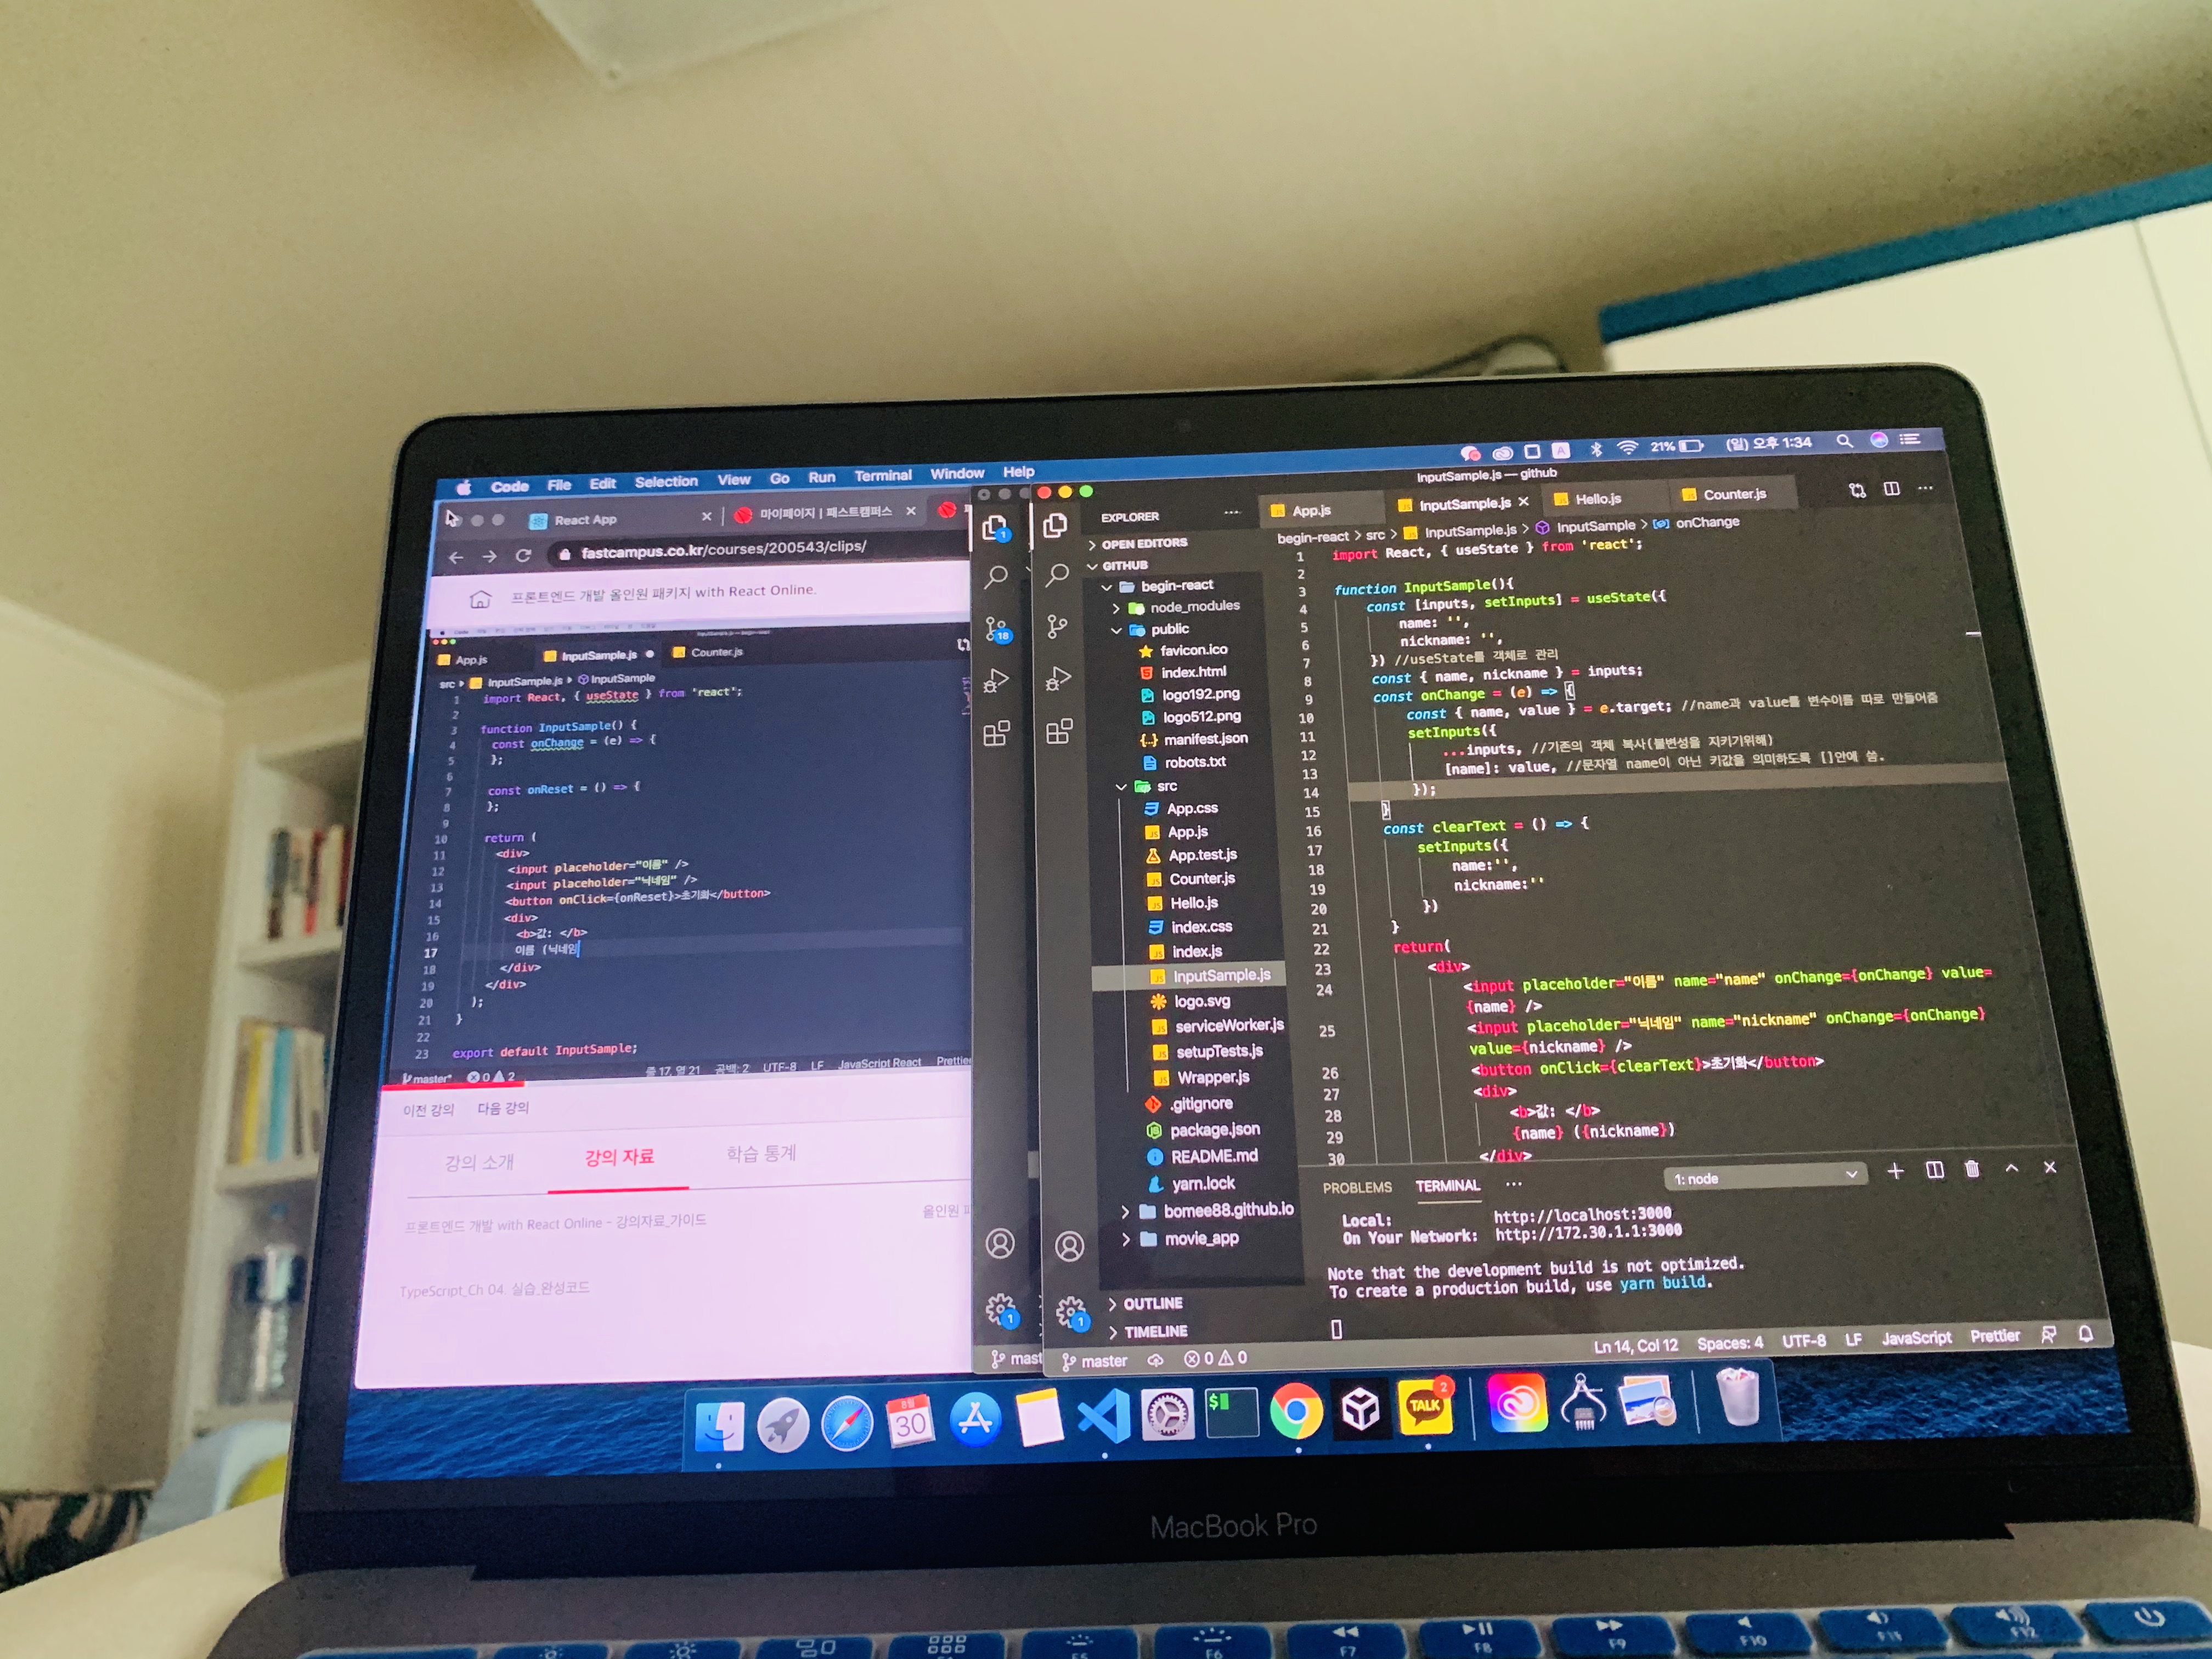 Code File Edit Selection View Go Run Terminal Window Help
21% (일) 오후 1:34
React App
마이페이지 | 패스트캠퍼스
fastcampus.co.kr/courses/200543/clips/
프론트엔드 개발 올인원 패키지 with React Online.
App.js InputSample.js Counter.js
src InputSample.js InputSample
1 import React, { useState } from 'react';
2
3 function InputSample() {
4 const onChange = (e) => {
5 };
6
7 const onReset = () => {
8 };
9
10 return (
11 <div>
12 <input placeholder="이름" />
13 <input placeholder="닉네임" />
14 <button onClick={onReset}>초기화</button>
15 <div>
16 <b>값: </b>
17 이름 (닉네임
18 </div>
19 </div>
20 );
21 }
22
23 export default InputSample;
master* 0 2 줄 17, 열 21 공백: 2 UTF-8 LF JavaScript React Prettier
이전 강의 다음 강의
강의 소개 강의 자료 학습 통계
프론트엔드 개발 with React Online - 강의자료_가이드
올인원
TypeScript_Ch 04. 실습_완성코드
1
18
1
mast
InputSample.js — github
EXPLORER
OPEN EDITORS
GITHUB
begin-react
node_modules
public
favicon.ico
index.html
logo192.png
logo512.png
manifest.json
robots.txt
src
App.css
App.js
App.test.js
Counter.js
Hello.js
index.css
index.js
InputSample.js
logo.svg
serviceWorker.js
setupTests.js
Wrapper.js
.gitignore
package.json
README.md
yarn.lock
bomee88.github.io
movie_app
OUTLINE
TIMELINE
1
App.js InputSample.js Hello.js Counter.js
begin-react > src > InputSample.js > InputSample > onChange
1 import React, { useState } from 'react';
2
3 function InputSample(){
4 const [inputs, setInputs] = useState({
5 name: '',
6 nickname: '',
7 }) //useState를 객체로 관리
8 const { name, nickname } = inputs;
9 const onChange = (e) => {
10 const { name, value } = e.target; //name과 value를 변수이름 따로 만들어줌
11 setInputs({
12 ...inputs, //기존의 객체 복사(불변성을 지키기위해)
13 [name]: value, //문자열 name이 아닌 키값을 의미하도록 []안에 씀.
14 });
15 }
16 const clearText = () => {
17 setInputs({
18 name:'',
19 nickname:''
20 })
21 }
22 return(
23 <div>
24 <input placeholder="이름" name="name" onChange={onChange} value=
{name} />
25 <input placeholder="닉네임" name="nickname" onChange={onChange}
value={nickname} />
26 <button onClick={clearText}>초기화</button>
27 <div>
28 <b>값: </b>
29 {name} ({nickname})
30 </div>
PROBLEMS TERMINAL ··· 1: node
Local: http://localhost:3000
On Your Network: http://172.30.1.1:3000
Note that the development build is not optimized.
To create a production build, use yarn build.
master 0 0 Ln 14, Col 12 Spaces: 4 UTF-8 LF JavaScript Prettier
8월
30
$
TALK
2
MacBook Pro
F5 F6 F7 F8 F9 F10 F11 F12